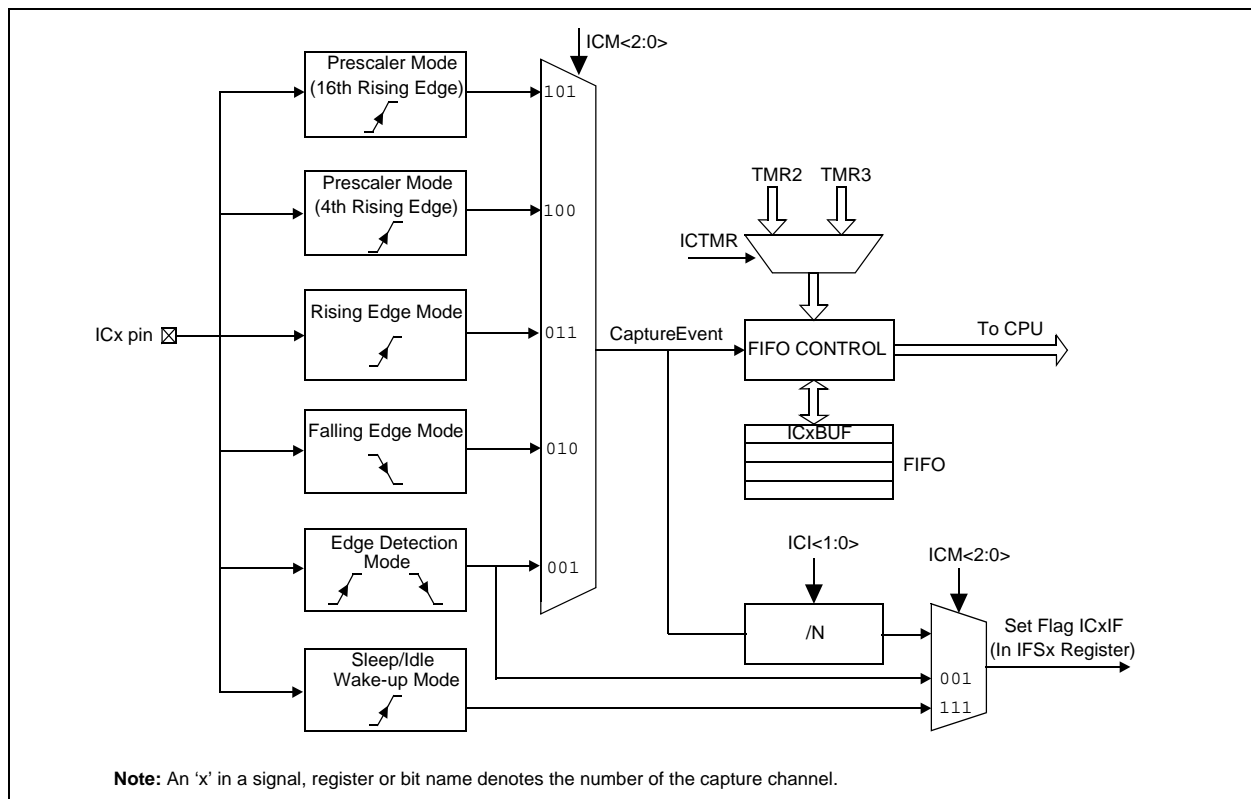 ICM<2:0>
Prescaler Mode
(16th Rising Edge)
101
Prescaler Mode
(4th Rising Edge)
100
TMR2
TMR3
ICTMR
ICx pin
Rising Edge Mode
011
CaptureEvent
FIFO CONTROL
To CPU
Falling Edge Mode
010
ICxBUF
FIFO
Edge Detection
Mode
001
ICI<1:0>
ICM<2:0>
/N
Set Flag ICxIF
(In IFSx Register)
Sleep/Idle
Wake-up Mode
001
111
Note: An ‘x’ in a signal, register or bit name denotes the number of the capture channel.